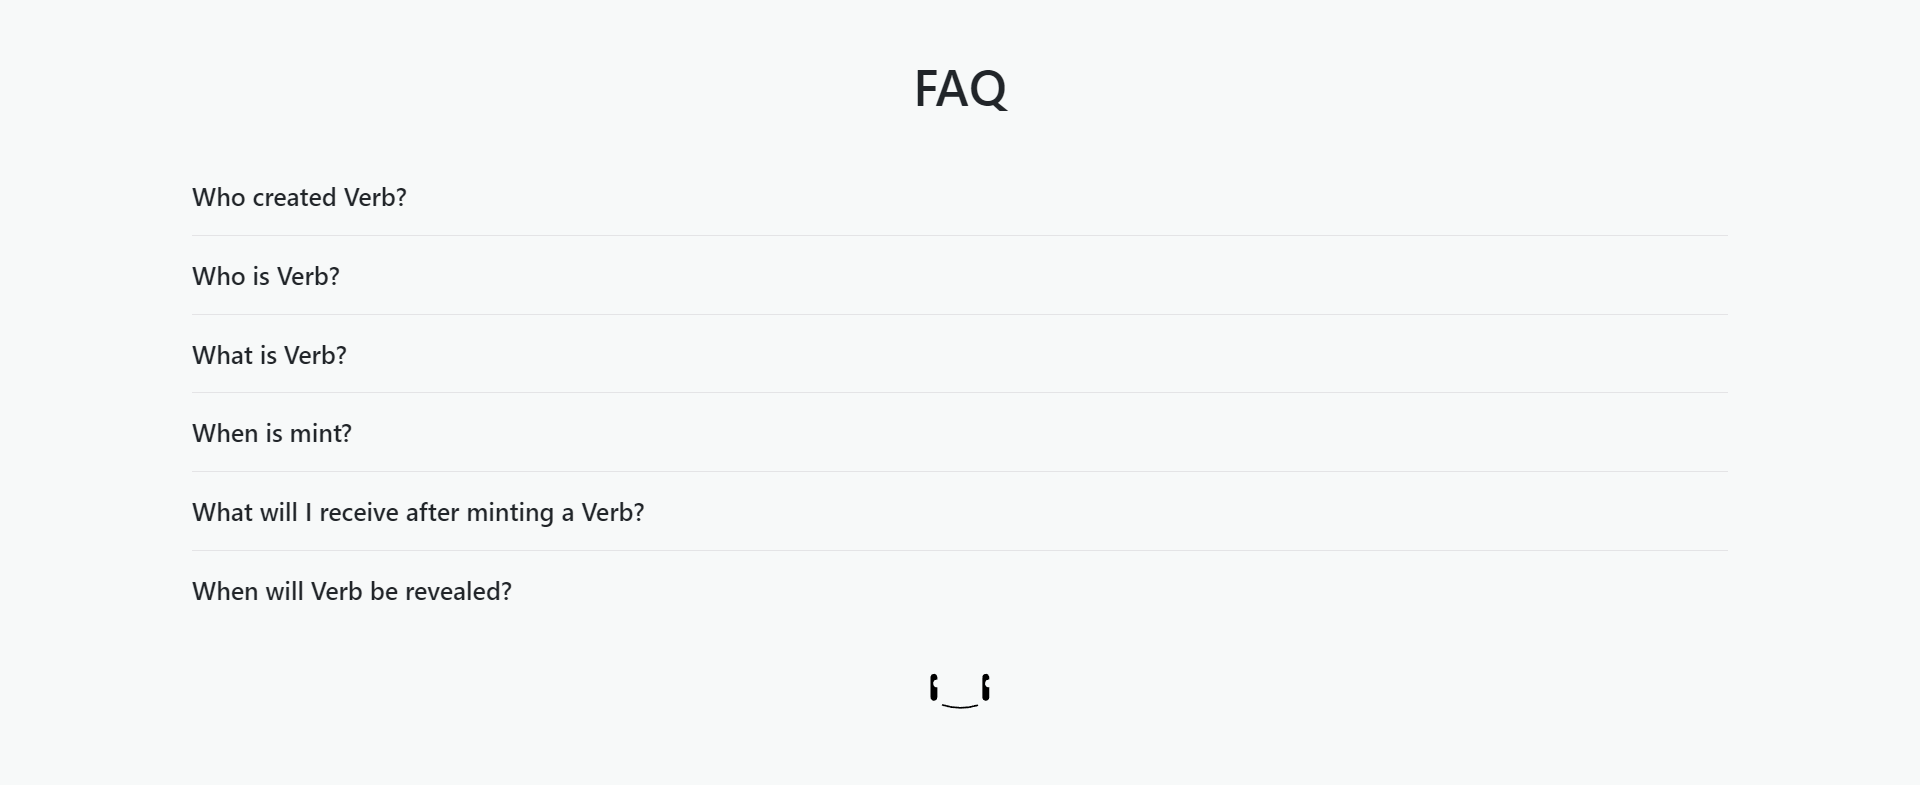 FAQ
Who created Verb?
Who is Verb?
What is Verb?
When is mint?
What will I receive after minting a Verb?
When will Verb be revealed?